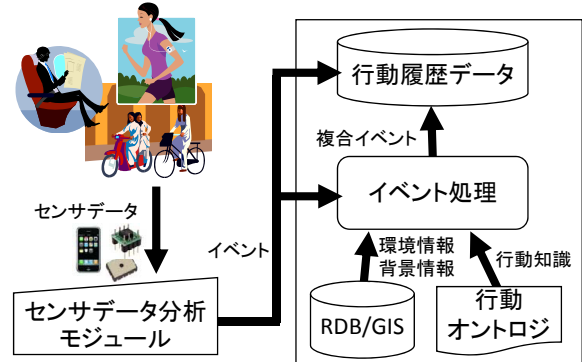 行動履歴データ
複合イベント
センサデータ
イベント処理
イベント
環境情報
背景情報
行動知識
センサデータ分析
モジュール
RDB/GIS
行動
オントロジ